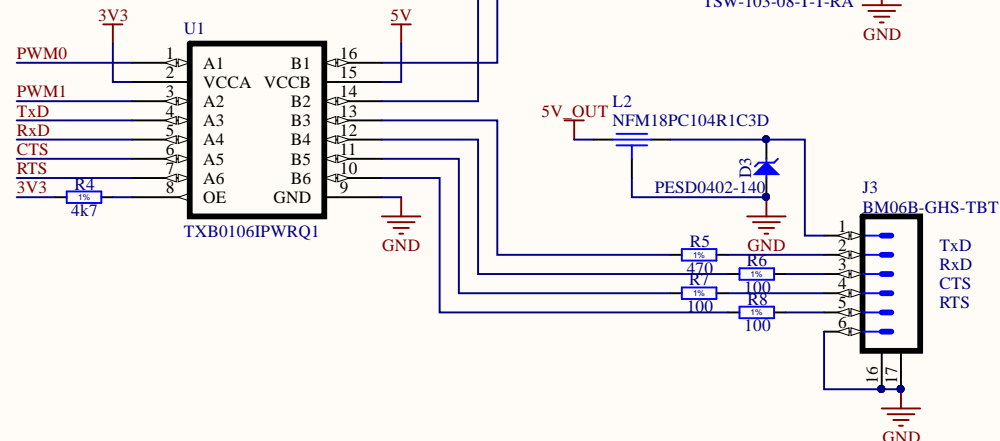 TSW-103-08-T-T-RA
GND
3V3
U1
5V
PWM0
1
A1
B1
16
2
VCCA
VCCB
15
PWM1
3
A2
B2
14
TxD
4
A3
B3
13
RxD
5
A4
B4
12
CTS
6
A5
B5
11
RTS
7
A6
B6
10
3V3
R4
1%
4k7
8
OE
GND
9
TXB0106IPWRQ1
GND
5V_OUT
L2
NFM18PC104R1C3D
D3
PESD0402-140
GND
J3
BM06B-GHS-TBT
1
2
3
4
5
6
TxD
RxD
CTS
RTS
R5
1%
470
R6
1%
100
R7
1%
100
R8
1%
100
16
17
GND